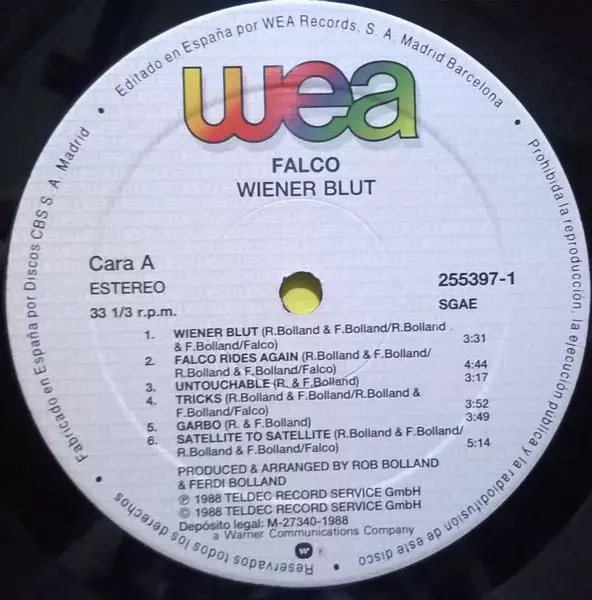 Editado en España por WEA Records, S. A. Madrid Barcelona
wea
FALCO
WIENER BLUT
Cara A
ESTEREO
33 1/3 r.p.m.
255397-1
SGAE
1. WIENER BLUT (R.Bolland & F.Bolland/R.Bolland
& F.Bolland/Falco) 3:31
2. FALCO RIDES AGAIN (R.Bolland & F.Bolland/
R.Bolland & F.Bolland/Falco) 4:44
3. UNTOUCHABLE (R. & F.Bolland) 3:17
4. TRICKS (R.Bolland & F.Bolland/R.Bolland &
F.Bolland/Falco) 3:52
5. GARBO (R. & F.Bolland) 3:49
6. SATELLITE TO SATELLITE (R.Bolland & F.Bolland/
R.Bolland & F.Bolland/Falco) 5:14
PRODUCED & ARRANGED BY ROB BOLLAND
& FERDI BOLLAND
℗ 1988 TELDEC RECORD SERVICE GmbH
© 1988 TELDEC RECORD SERVICE GmbH
Depósito legal: M-27340-1988
a Warner Communications Company
Prohibida la reproducción, la ejecución pública y la radiodifusión de este disco
Reservados todos los derechos
Fabricado en España por Discos CBS S. A. Madrid